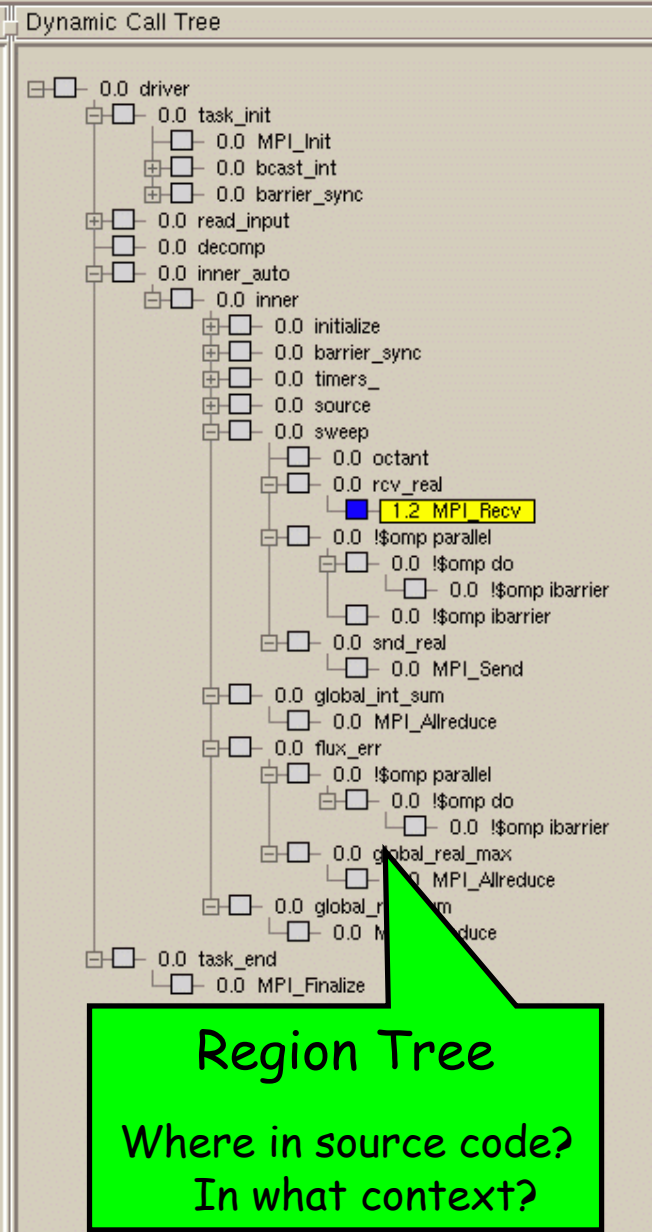 Dynamic Call Tree
0.0 driver
0.0 task_init
0.0 MPI_Init
0.0 bcast_int
0.0 barrier_sync
0.0 read_input
0.0 decomp
0.0 inner_auto
0.0 inner
0.0 initialize
0.0 barrier_sync
0.0 timers_
0.0 source
0.0 sweep
0.0 octant
0.0 rcv_real
1.2 MPI_Recv
0.0 !$omp parallel
0.0 !$omp do
0.0 !$omp ibarrier
0.0 !$omp ibarrier
0.0 snd_real
0.0 MPI_Send
0.0 global_int_sum
0.0 MPI_Allreduce
0.0 flux_err
0.0 !$omp parallel
0.0 !$omp do
0.0 !$omp ibarrier
0.0 global_real_max
MPI_Allreduce
0.0
0.0
0.0 task_end
0.0 MPI_Finalize
Region Tree
Where in source code?
In what context?